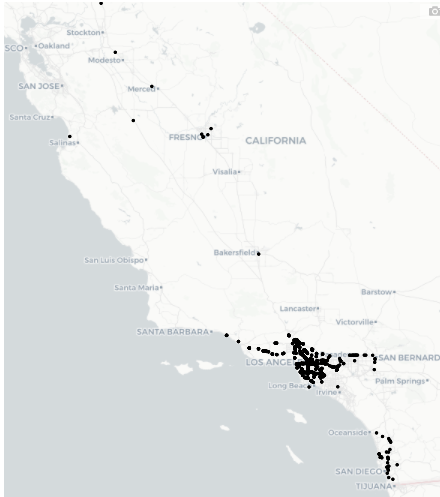 Stockton
SCO
Oakland
Modesto
SAN JOSE
Merced
Santa Cruz
FRESNO
CALIFORNIA
Salinas
Visalia
Bakersfield
San Luis Obispo
Santa Maria
Barstow
Lancaster
Victorville
SANTA BARBARA
SAN BERNARD
LOS ANGE
Palm Springs
Long Beac
Irvine
Oceanside
SAN DIEGO
TIJUANA